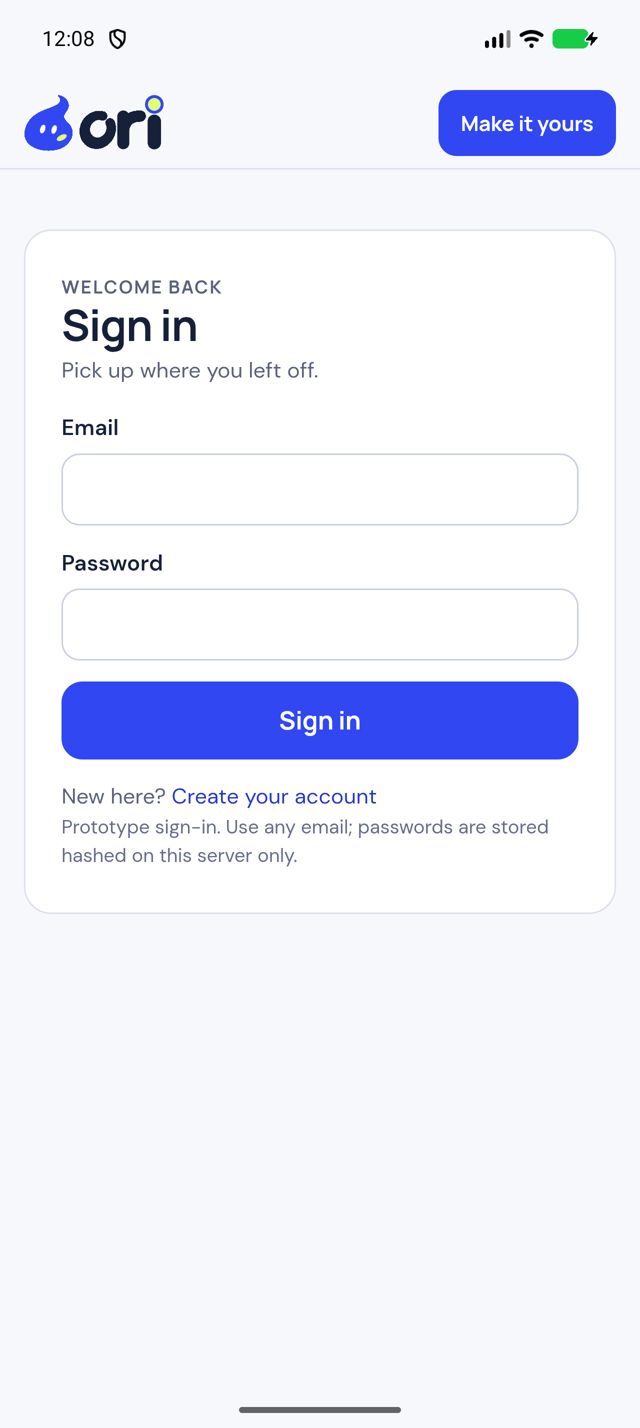 12:08
ori
Make it yours
WELCOME BACK
Sign in
Pick up where you left off.
Email
Password
Sign in
New here? Create your account
Prototype sign-in. Use any email; passwords are stored
hashed on this server only.